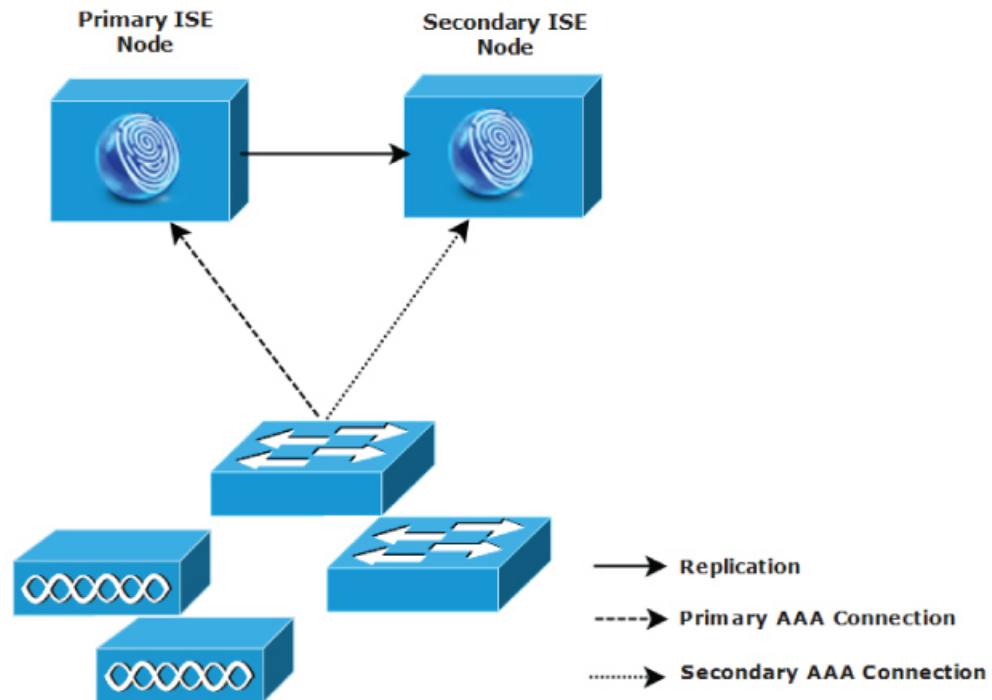 Primary ISE
Node
Secondary ISE
Node
Replication
Primary AAA Connection
Secondary AAA Connection